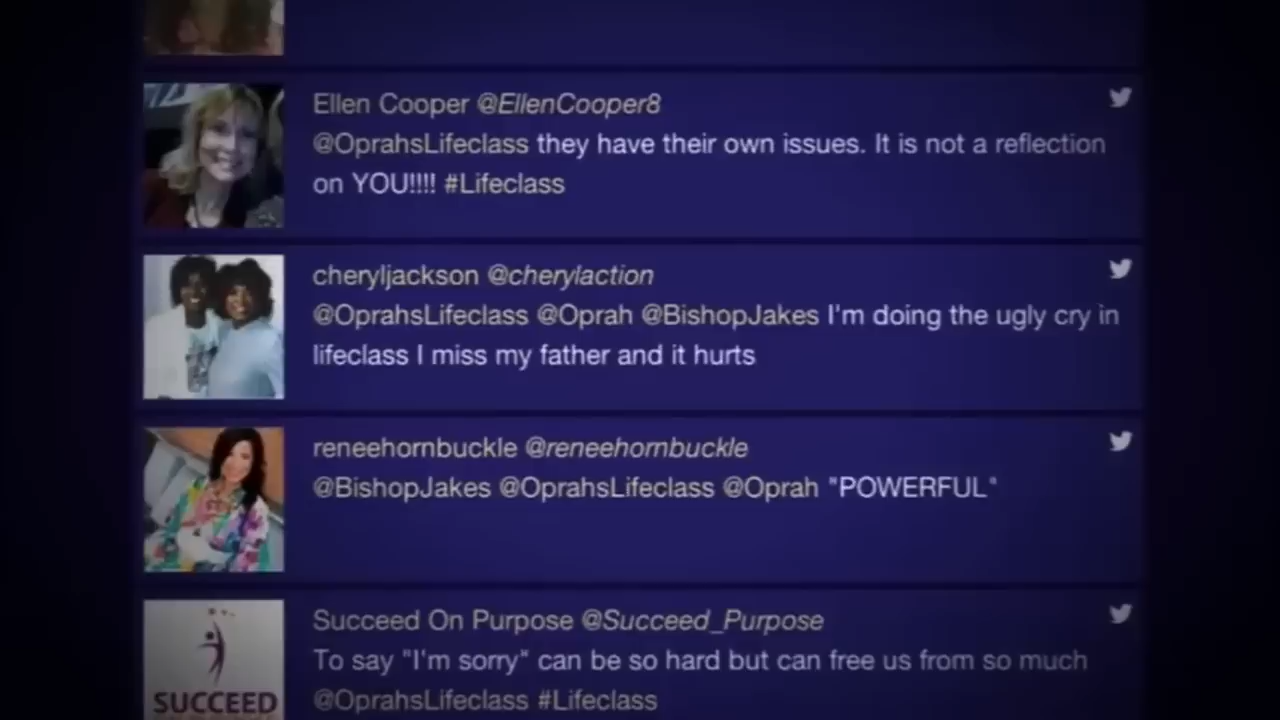 Ellen Cooper @EllenCooper8
@OprahsLifeclass they have their own issues. It is not a reflection
on YOU!!!! #Lifeclass
cheryljackson @cherylaction
@OprahsLifeclass @Oprah @BishopJakes I'm doing the ugly cry in
lifeclass I miss my father and it hurts
reneehornbuckle @reneehornbuckle
@BishopJakes @OprahsLifeclass @Oprah "POWERFUL"
Succeed On Purpose @Succeed_Purpose
To say "I'm sorry" can be so hard but can free us from so much
@OprahsLifeclass #Lifeclass
SUCCEED